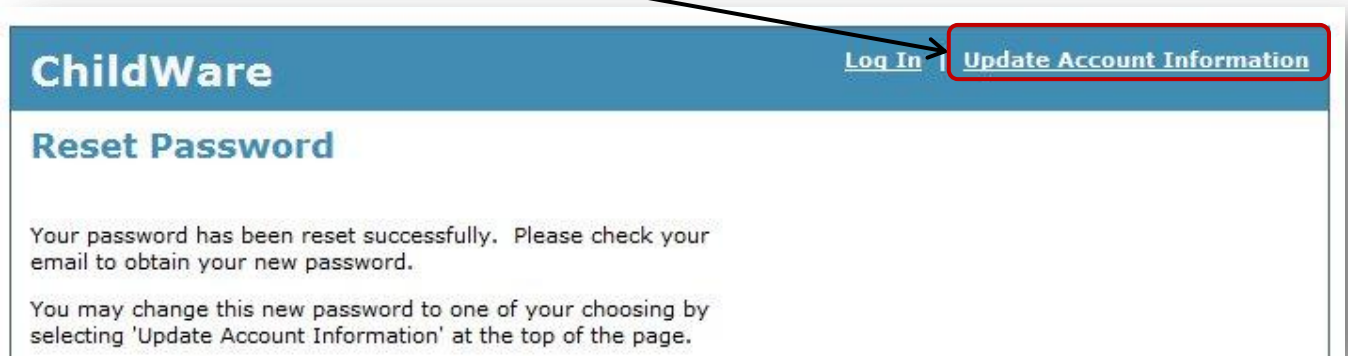 ChildWare
Log In | Update Account Information
Reset Password
Your password has been reset successfully. Please check your
email to obtain your new password.
You may change this new password to one of your choosing by
selecting 'Update Account Information' at the top of the page.